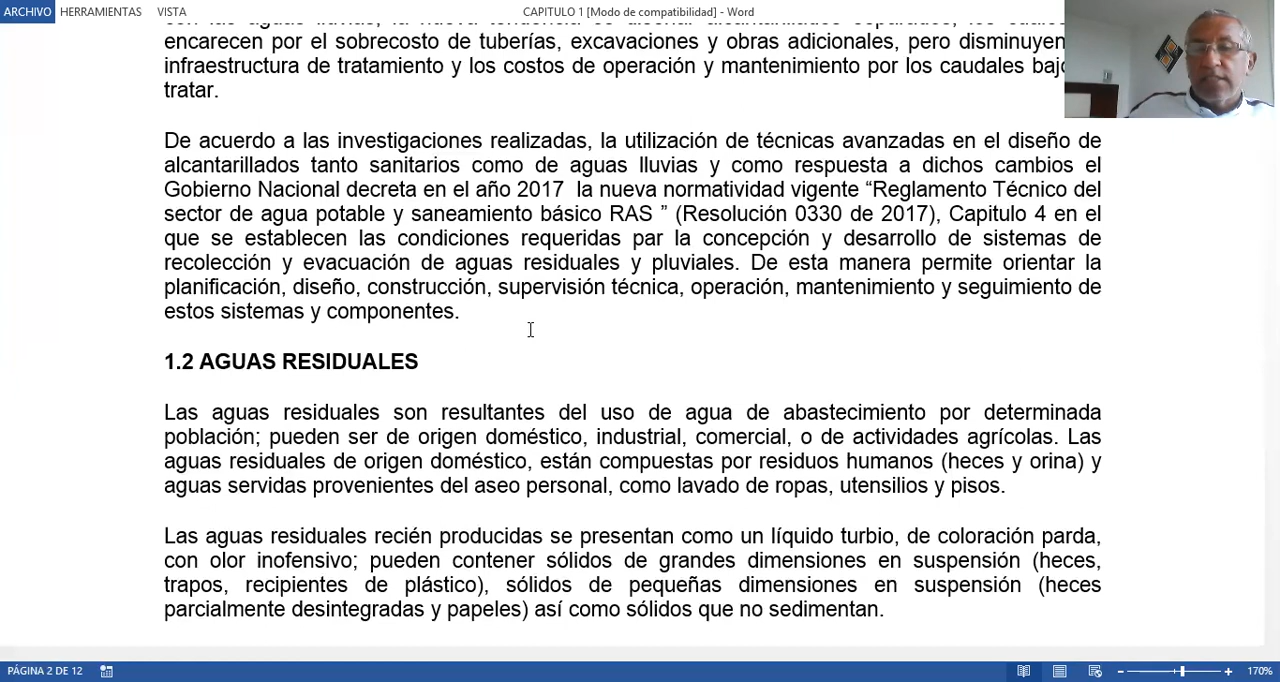 ARCHIVO HERRAMIENTAS VISTA CAPITULO 1 [Modo de compatibilidad] - Word
con las aguas lluvias, la nueva tendencia es diseñar alcantarillados separados, los
encarecen por el sobrecosto de tuberías, excavaciones y obras adicionales, pero disminuyen
infraestructura de tratamiento y los costos de operación y mantenimiento por los caudales
tratar.
De acuerdo a las investigaciones realizadas, la utilización de técnicas avanzadas en el diseño de
alcantarillados tanto sanitarios como de aguas lluvias y como respuesta a dichos cambios el
Gobierno Nacional decreta en el año 2017 la nueva normatividad vigente “Reglamento Técnico del
sector de agua potable y saneamiento básico RAS ” (Resolución 0330 de 2017), Capitulo 4 en el
que se establecen las condiciones requeridas par la concepción y desarrollo de sistemas de
recolección y evacuación de aguas residuales y pluviales. De esta manera permite orientar la
planificación, diseño, construcción, supervisión técnica, operación, mantenimiento y seguimiento de
estos sistemas y componentes.
1.2 AGUAS RESIDUALES
Las aguas residuales son resultantes del uso de agua de abastecimiento por determinada
población; pueden ser de origen doméstico, industrial, comercial, o de actividades agrícolas. Las
aguas residuales de origen doméstico, están compuestas por residuos humanos (heces y orina) y
aguas servidas provenientes del aseo personal, como lavado de ropas, utensilios y pisos.
Las aguas residuales recién producidas se presentan como un líquido turbio, de coloración parda,
con olor inofensivo; pueden contener sólidos de grandes dimensiones en suspensión (heces,
trapos, recipientes de plástico), sólidos de pequeñas dimensiones en suspensión (heces
parcialmente desintegradas y papeles) así como sólidos que no sedimentan.
PÁGINA 2 DE 12 170%